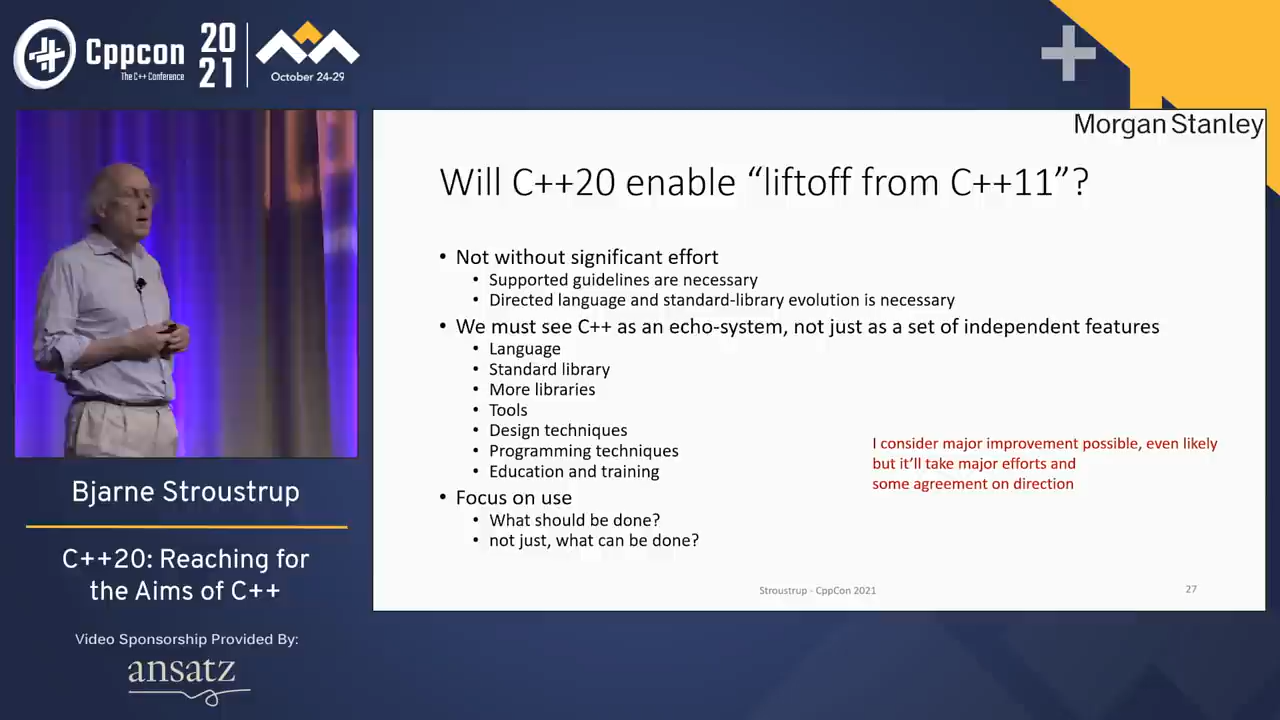 Cppcon
The C++ Conference
20
21
October 24-29
Morgan Stanley
Will C++20 enable “liftoff from C++11”?
• Not without significant effort
• Supported guidelines are necessary
• Directed language and standard-library evolution is necessary
• We must see C++ as an echo-system, not just as a set of independent features
• Language
• Standard library
• More libraries
• Tools
• Design techniques
• Programming techniques
• Education and training
• Focus on use
• What should be done?
• not just, what can be done?
I consider major improvement possible, even likely
but it’ll take major efforts and
some agreement on direction
Stroustrup - CppCon 2021
27
Bjarne Stroustrup
C++20: Reaching for
the Aims of C++
Video Sponsorship Provided By:
ansatz